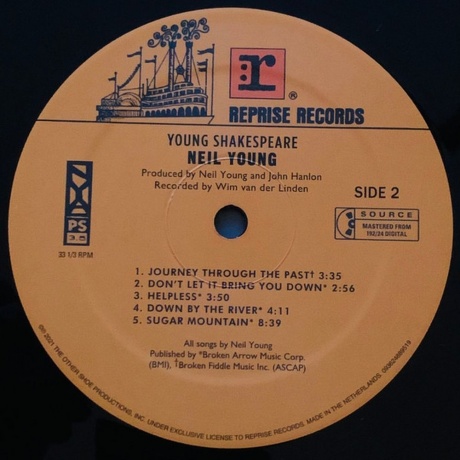 r
®
REPRISE RECORDS
YOUNG SHAKESPEARE
NEIL YOUNG
Produced by Neil Young and John Hanlon
Recorded by Wim van der Linden
SIDE 2
NYA
PS
3.5
33 1/3 RPM
SOURCE
MASTERED FROM
192/24 DIGITAL
1. JOURNEY THROUGH THE PAST† 3:35
2. DON'T LET IT BRING YOU DOWN* 2:56
3. HELPLESS* 3:50
4. DOWN BY THE RIVER* 4:11
5. SUGAR MOUNTAIN* 8:39
All songs by Neil Young
Published by *Broken Arrow Music Corp.
(BMI), †Broken Fiddle Music Inc. (ASCAP)
2021 THE OTHER SHOE PRODUCTIONS, INC. UNDER EXCLUSIVE LICENSE TO REPRISE RECORDS. MADE IN THE NETHERLANDS.